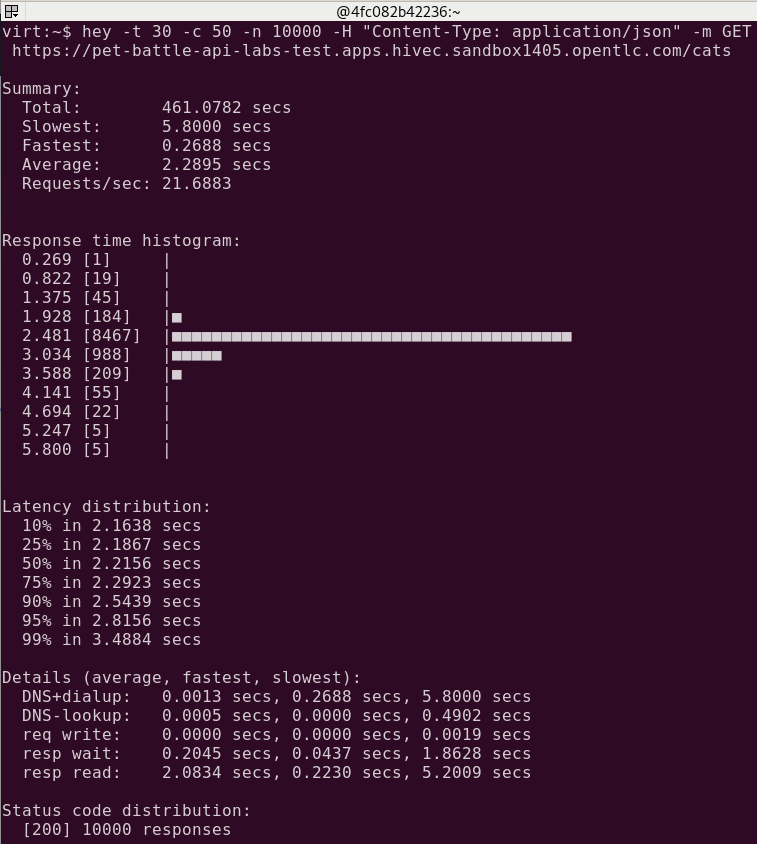 @4fc082b42236:~
virt:~$ hey -t 30 -c 50 -n 10000 -H "Content-Type: application/json" -m GET
https://pet-battle-api-labs-test.apps.hivec.sandbox1405.opentlc.com/cats
Summary:
Total: 461.0782 secs
Slowest: 5.8000 secs
Fastest: 0.2688 secs
Average: 2.2895 secs
Requests/sec: 21.6883
Response time histogram:
0.269 [1] |
0.822 [19] |
1.375 [45] |
1.928 [184] |■
2.481 [8467] |■■■■■■■■■■■■■■■■■■■■■■■■■■■■■■■■■■■■■■■■
3.034 [988] |■■■■■
3.588 [209] |■
4.141 [55] |
4.694 [22] |
5.247 [5] |
5.800 [5] |
Latency distribution:
10% in 2.1638 secs
25% in 2.1867 secs
50% in 2.2156 secs
75% in 2.2923 secs
90% in 2.5439 secs
95% in 2.8156 secs
99% in 3.4884 secs
Details (average, fastest, slowest):
DNS+dialup: 0.0013 secs, 0.2688 secs, 5.8000 secs
DNS-lookup: 0.0005 secs, 0.0000 secs, 0.4902 secs
req write: 0.0000 secs, 0.0000 secs, 0.0019 secs
resp wait: 0.2045 secs, 0.0437 secs, 1.8628 secs
resp read: 2.0834 secs, 0.2230 secs, 5.2009 secs
Status code distribution:
[200] 10000 responses